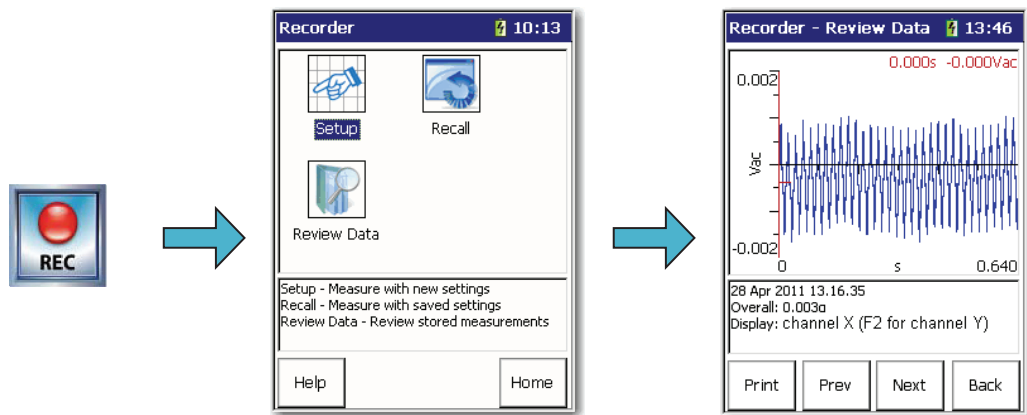 REC
Recorder 10:13
Setup
Recall
Review Data
Setup - Measure with new settings
Recall - Measure with saved settings
Review Data - Review stored measurements
Help
Home
Recorder - Review Data 13:46
0.000s -0.000Vac
0.002
Vac
-0.002
0 s 0.640
28 Apr 2011 13.16.35
Overall: 0.003a
Display: channel X (F2 for channel Y)
Print
Prev
Next
Back